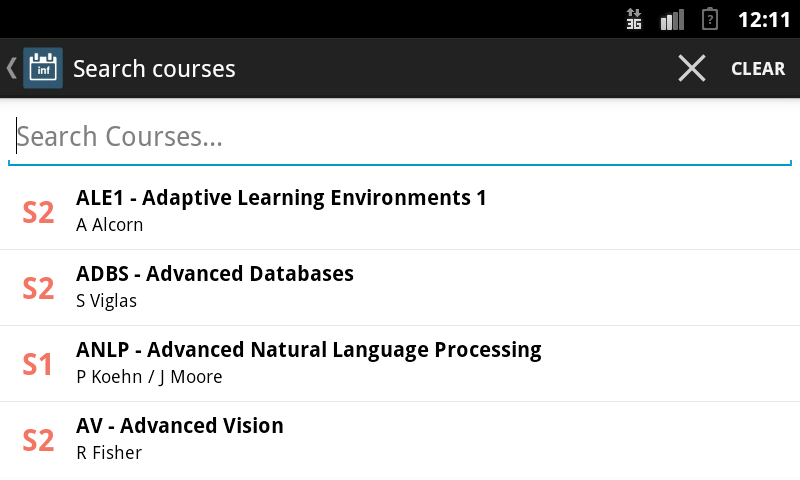 3G ? 12:11
inf Search courses CLEAR
Search Courses...
S2 ALE1 - Adaptive Learning Environments 1
A Alcorn
S2 ADBS - Advanced Databases
S Viglas
S1 ANLP - Advanced Natural Language Processing
P Koehn / J Moore
S2 AV - Advanced Vision
R Fisher